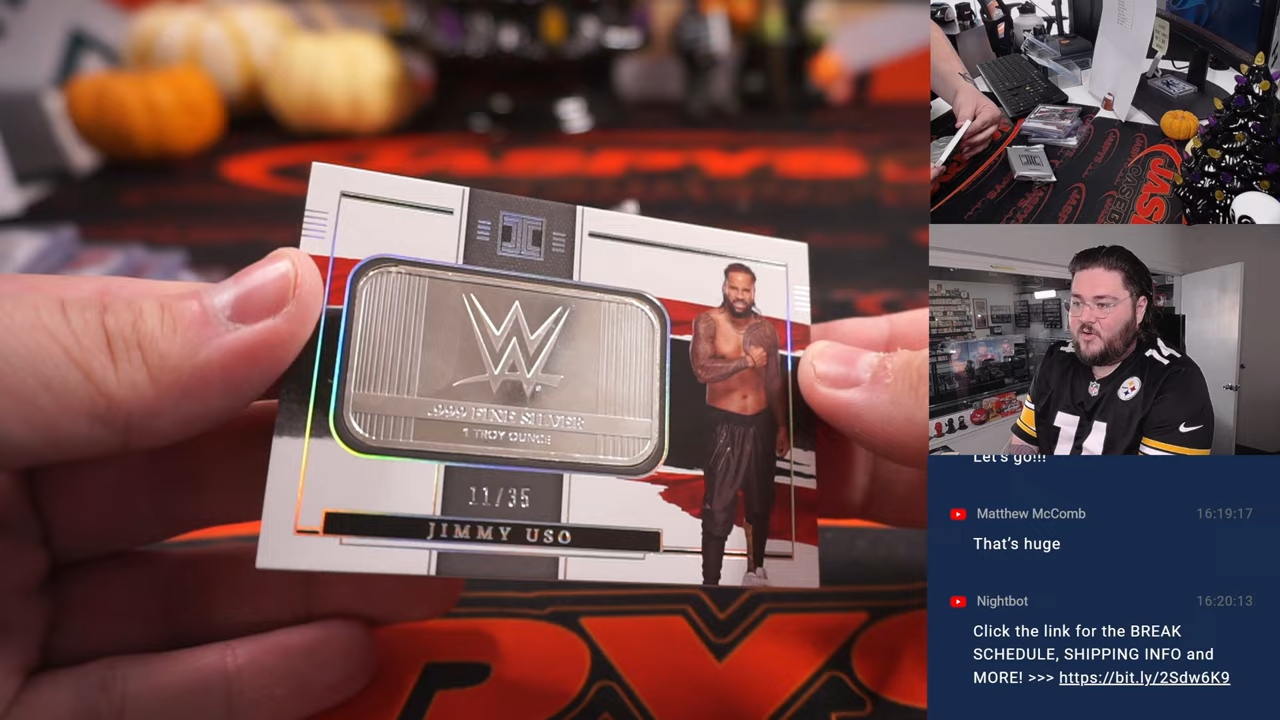 .999 FINE SILVER
1 TROY OUNCE
11/35
JIMMY USO
14
Let's go!!!
Matthew McComb 16:19:17
That's huge
Nightbot 16:20:13
Click the link for the BREAK
SCHEDULE, SHIPPING INFO and
MORE! >>> https://bit.ly/2Sdw6K9